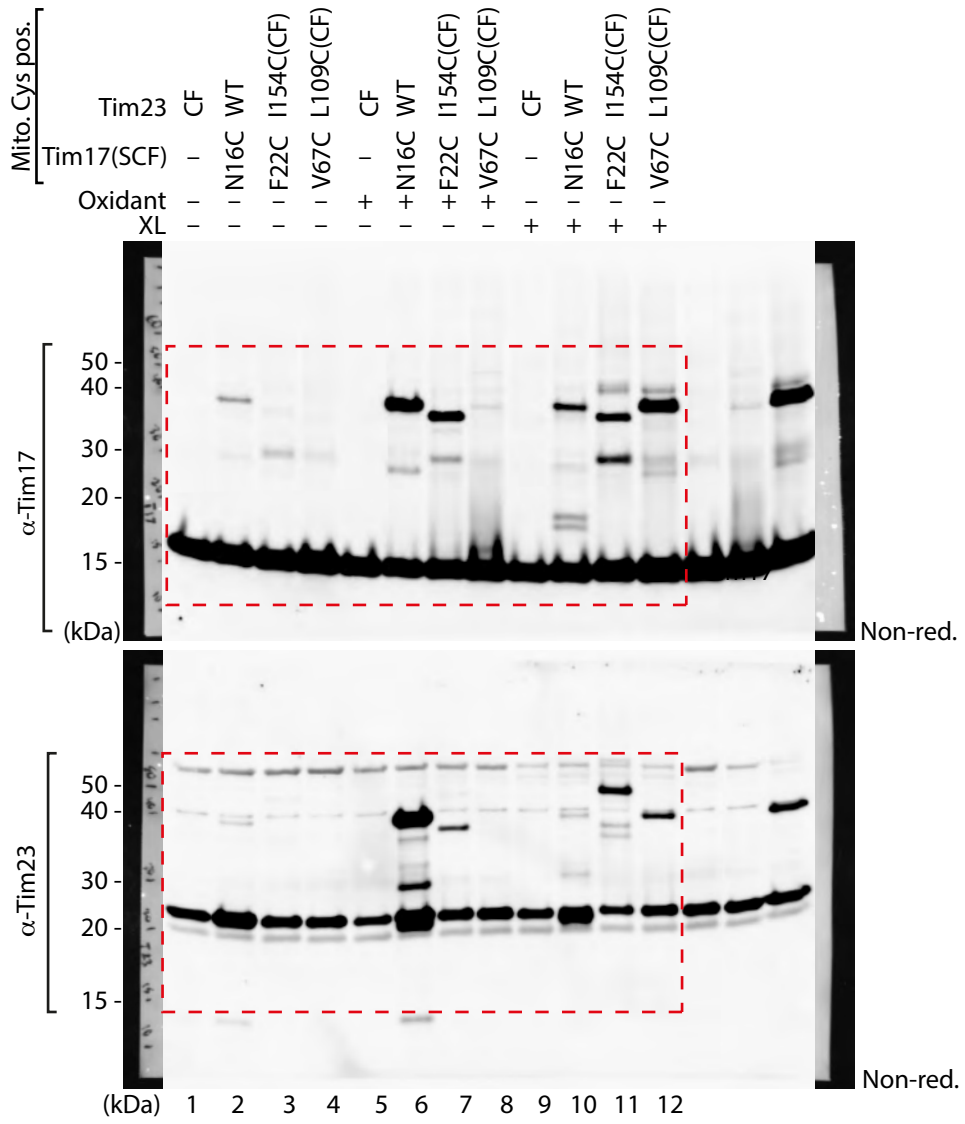 Mito. Cys pos.
Tim23 CF WT I154C(CF) L109C(CF) CF WT I154C(CF) L109C(CF) CF WT I154C(CF) L109C(CF)
Tim17(SCF) – N16C F22C V67C – N16C F22C V67C – N16C F22C V67C
Oxidant – – – – + + + + – – – –
XL – – – – – – – – + + + +
α-Tim17
50 -
40 -
30 -
20 -
15 -
(kDa)
Non-red.
α-Tim23
50 -
40 -
30 -
20 -
15 -
Non-red.
(kDa) 1 2 3 4 5 6 7 8 9 10 11 12